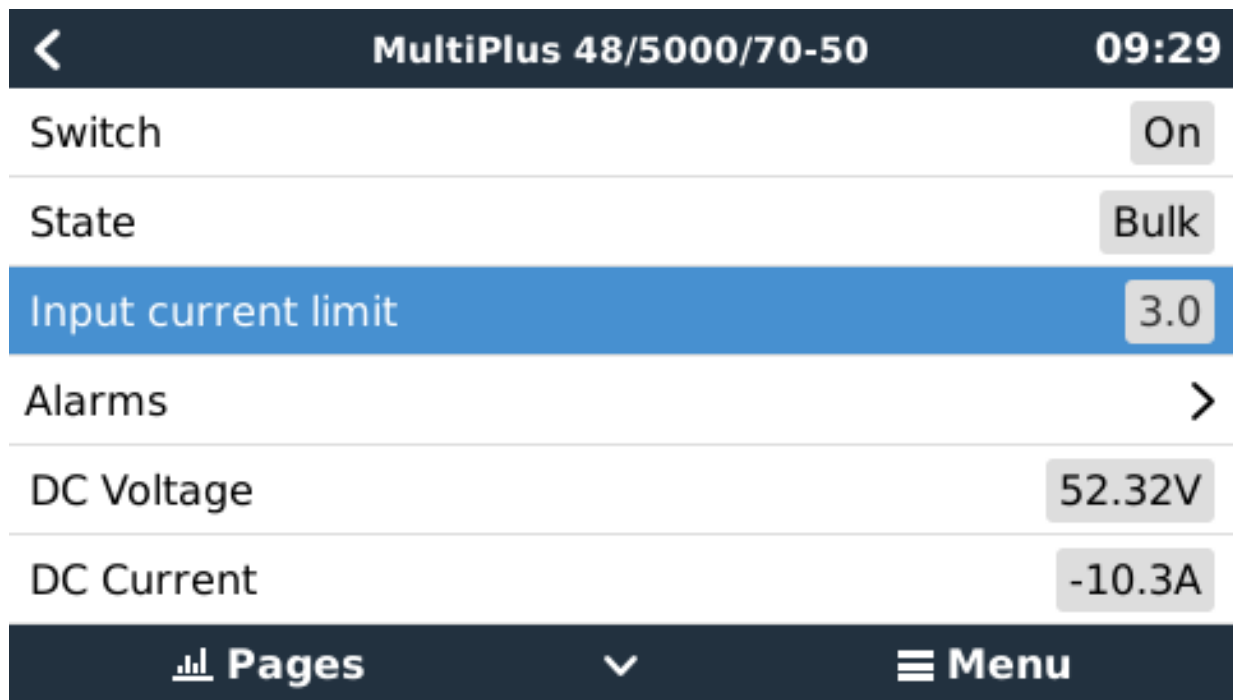 MultiPlus 48/5000/70-50 09:29
Switch On
State Bulk
Input current limit 3.0
Alarms
DC Voltage 52.32V
DC Current -10.3A
Pages Menu